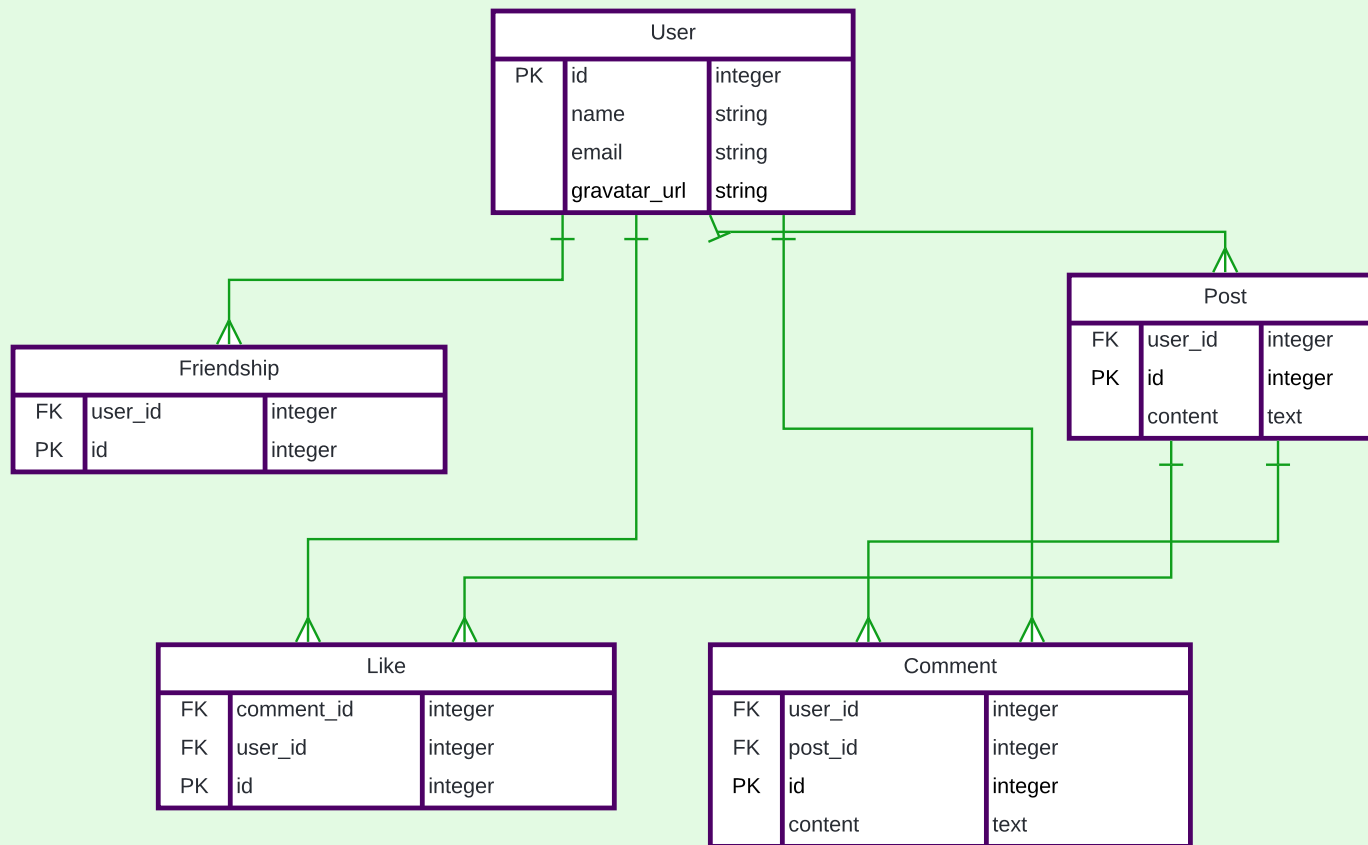 User
PK id integer
name string
email string
gravatar_url string
Post
FK user_id integer
PK id integer
content text
Friendship
FK user_id integer
PK id integer
Like
FK comment_id integer
FK user_id integer
PK id integer
Comment
FK user_id integer
FK post_id integer
PK id integer
content text